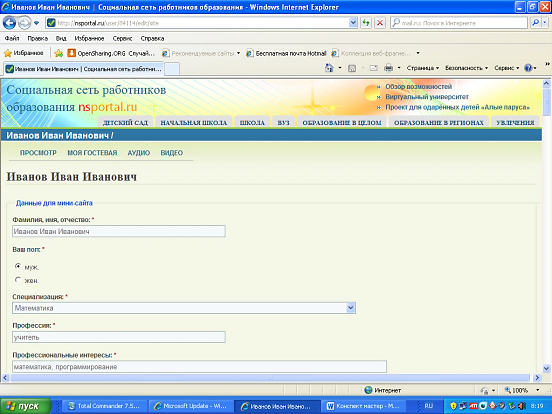 Иванов Иван Иванович | Социальная сеть работников образования - Windows Internet Explorer
http://nsportal.ru/user/84114/edit/site
mail.ru: Поиск в Интернете
Файл Правка Вид Избранное Сервис Справка
Избранное OpenSharing.ORG Случай... Рекомендуемые сайты Бесплатная почта Hotmail Коллекция веб-фрагме...
Иванов Иван Иванович | Социальная сеть работни...
Страница Безопасность Сервис
Социальная сеть работников
образования nsportal.ru
» Обзор возможностей
» Виртуальный университет
» Проект для одарённых детей «Алые паруса»
ДЕТСКИЙ САД НАЧАЛЬНАЯ ШКОЛА ШКОЛА ВУЗ ОБРАЗОВАНИЕ В ЦЕЛОМ ОБРАЗОВАНИЕ В РЕГИОНАХ УВЛЕЧЕНИЯ
Иванов Иван Иванович /
ПРОСМОТР МОЯ ГОСТЕВАЯ АУДИО ВИДЕО
Иванов Иван Иванович
Данные для мини-сайта
Фамилия, имя, отчество: *
Иванов Иван Иванович
Ваш пол: *
муж.
жен.
Специализация: *
Математика
Профессия: *
учитель
Профессиональные интересы: *
математика, программирование
Интернет 100%
пуск Total Commander 7.5... Microsoft Update - Wi... Иванов Иван Ивано... Конспект мастер - M... RU 8:19